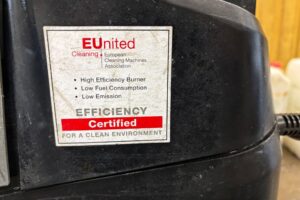 EUnited
Cleaning › European
Cleaning Machines
Association
• High Efficiency Burner
• Low Fuel Consumption
• Low Emission
EFFICIENCY
Certified
FOR A CLEAN ENVIRONMENT